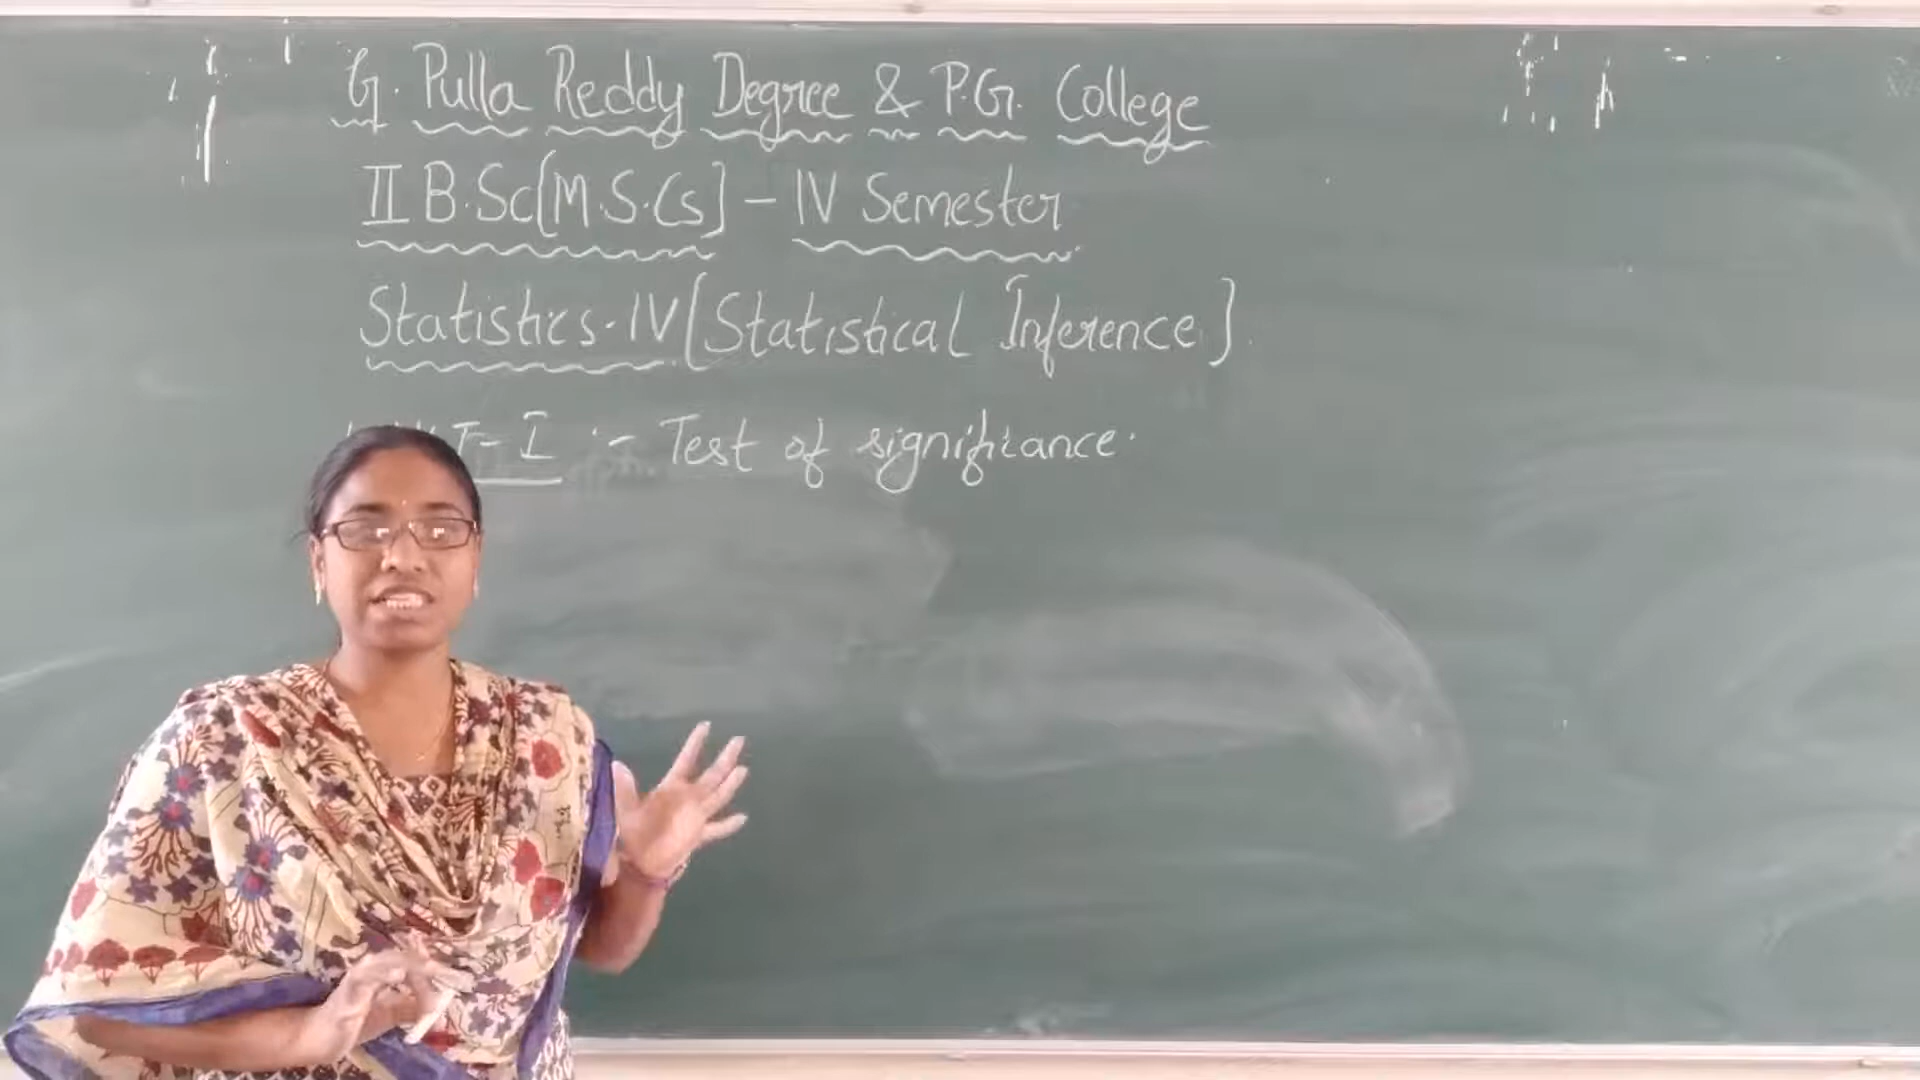 G. Pulla Reddy Degree & P.G. College
II B.Sc[M.S.Cs] - IV Semester
Statistics-IV[Statistical Inference]
I :- Test of significance.